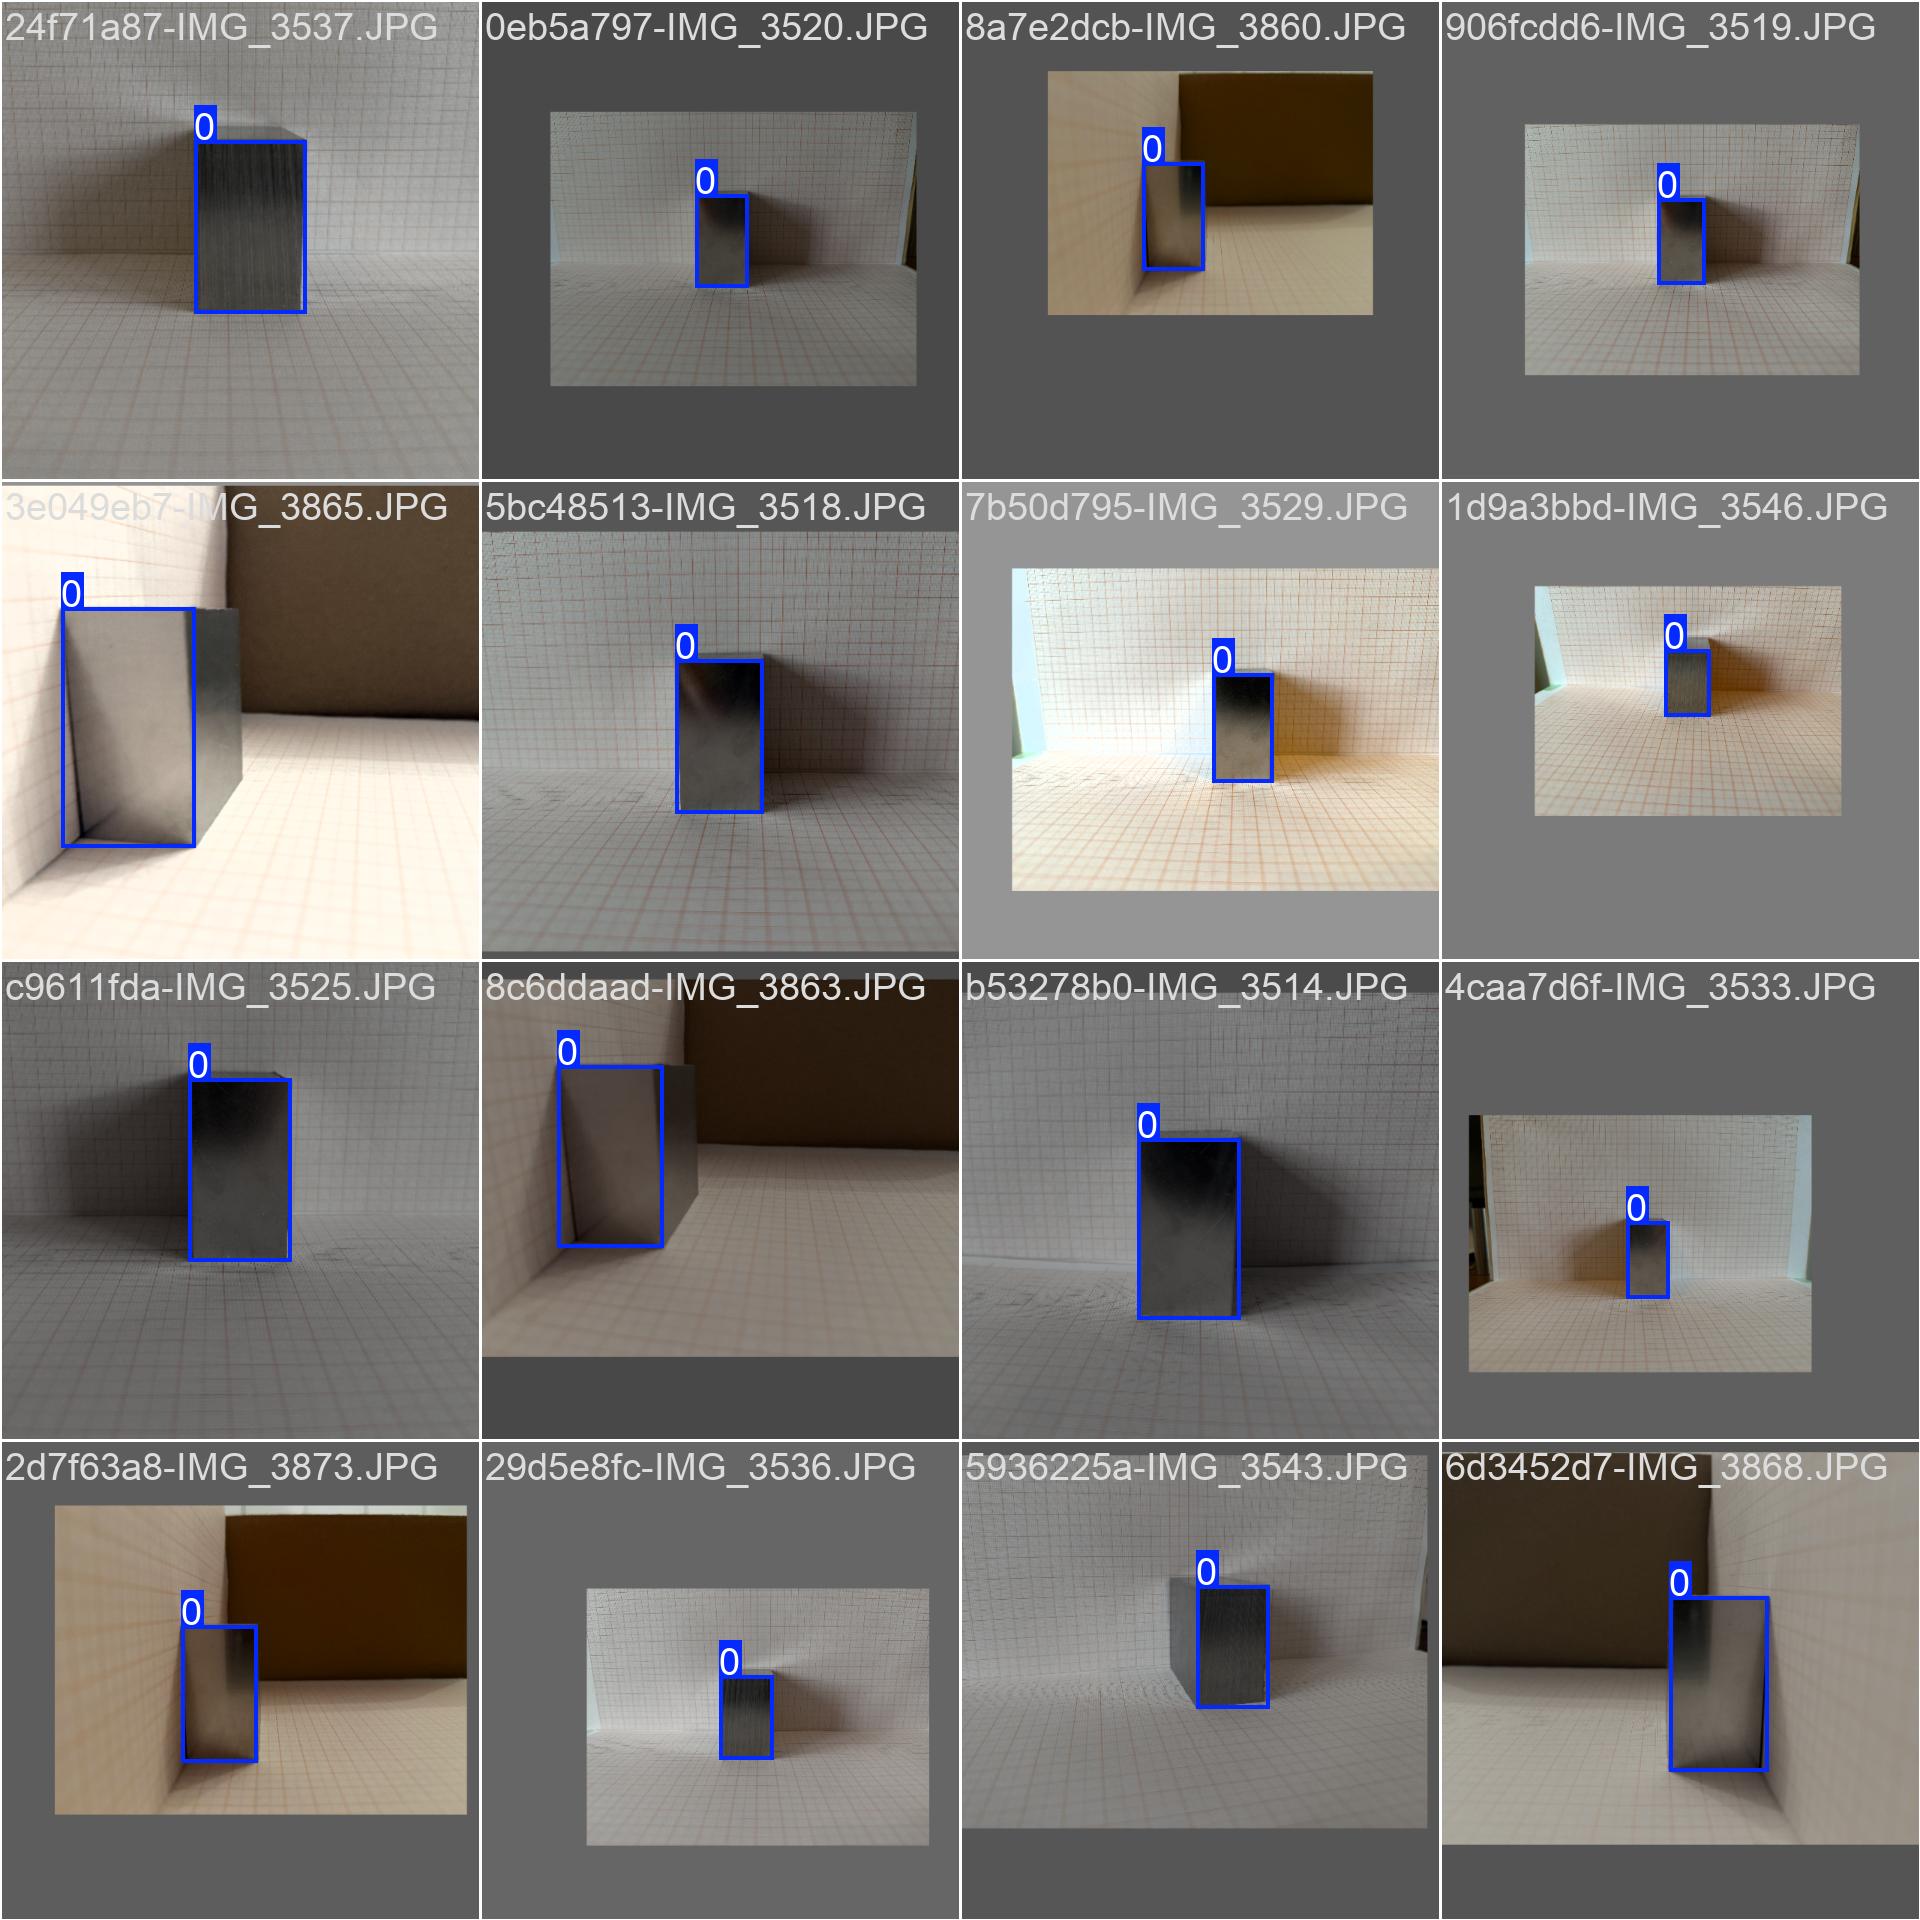 24f71a87-IMG_3537.JPG
0eb5a797-IMG_3520.JPG
8a7e2dcb-IMG_3860.JPG
906fcdd6-IMG_3519.JPG
0
0
0
0
3e049eb7-IMG_3865.JPG
5bc48513-IMG_3518.JPG
7b50d795-IMG_3529.JPG
1d9a3bbd-IMG_3546.JPG
0
0
0
0
c9611fda-IMG_3525.JPG
8c6ddaad-IMG_3863.JPG
b53278b0-IMG_3514.JPG
4caa7d6f-IMG_3533.JPG
0
0
0
0
2d7f63a8-IMG_3873.JPG
29d5e8fc-IMG_3536.JPG
5936225a-IMG_3543.JPG
6d3452d7-IMG_3868.JPG
0
0
0
0